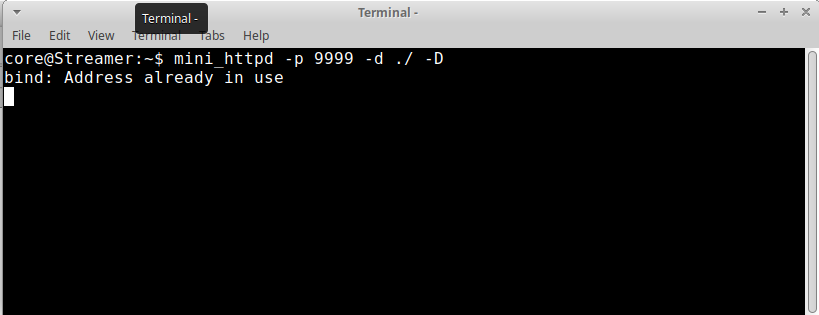 Terminal -
Terminal -
File Edit View Terminal Tabs Help
core@Streamer:~$ mini_httpd -p 9999 -d ./ -D
bind: Address already in use